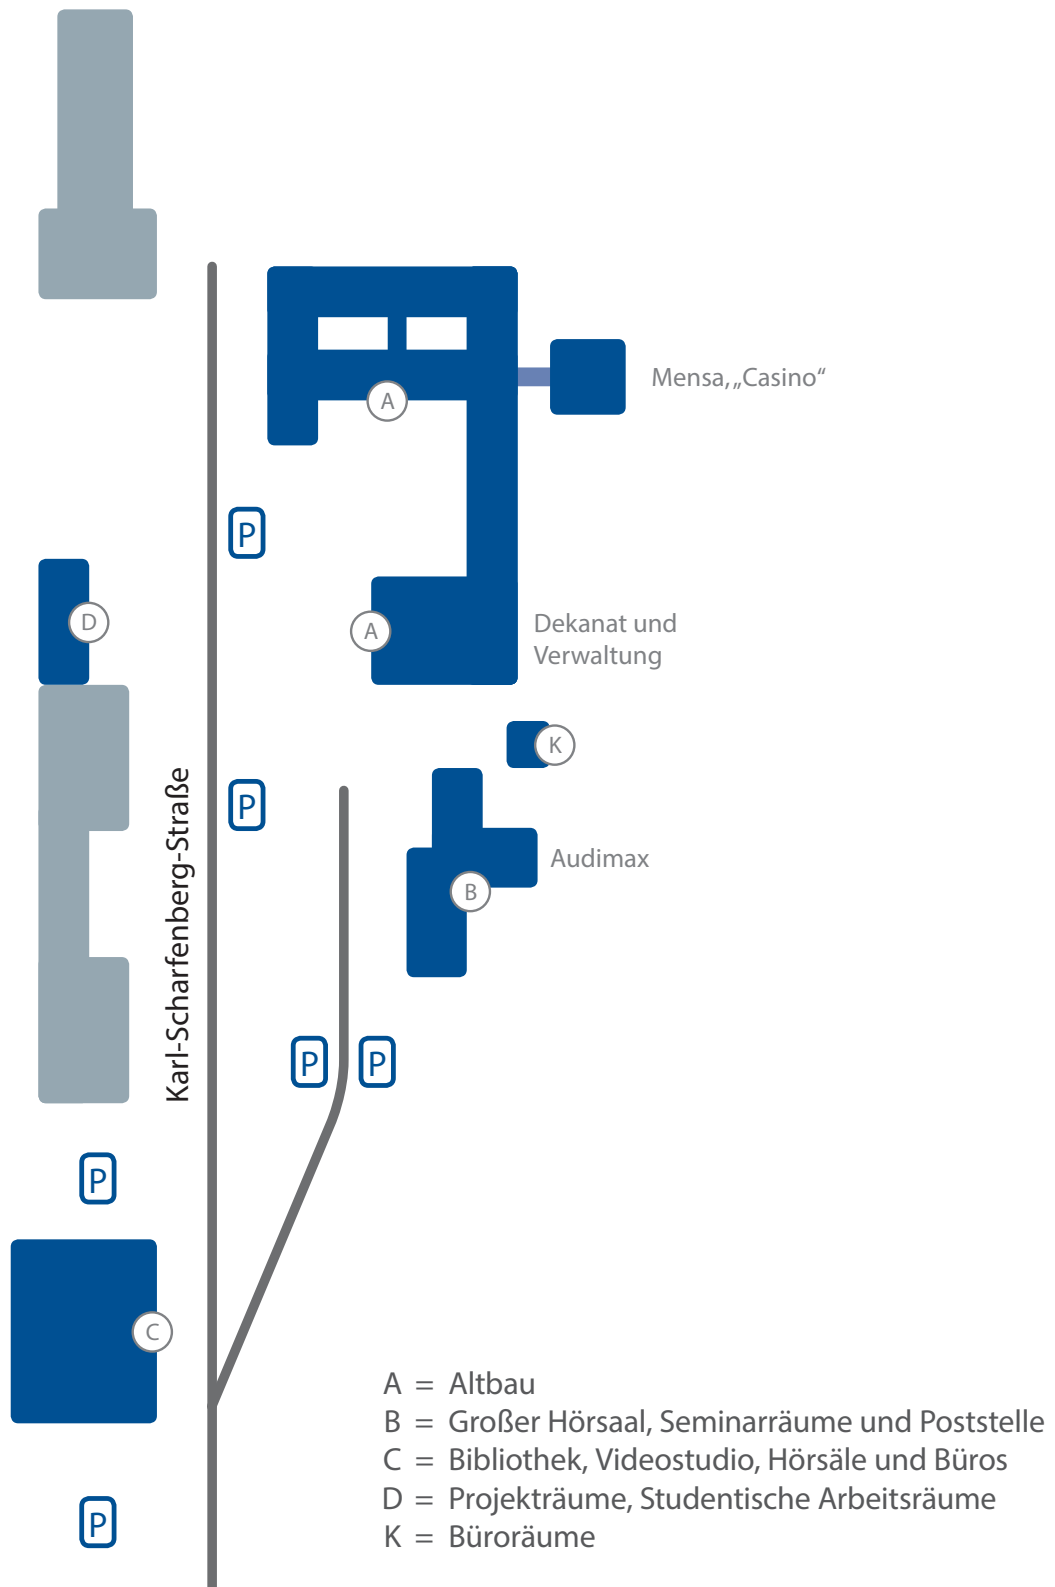 Mensa, „Casino“
A
P
D
A
Dekanat und
Verwaltung
K
P
Karl-Scharfenberg-Straße
Audimax
B
P
P
P
C
A = Altbau
B = Großer Hörsaal, Seminarräume und Poststelle
C = Bibliothek, Videostudio, Hörsäle und Büros
D = Projekträume, Studentische Arbeitsräume
K = Büroräume
P